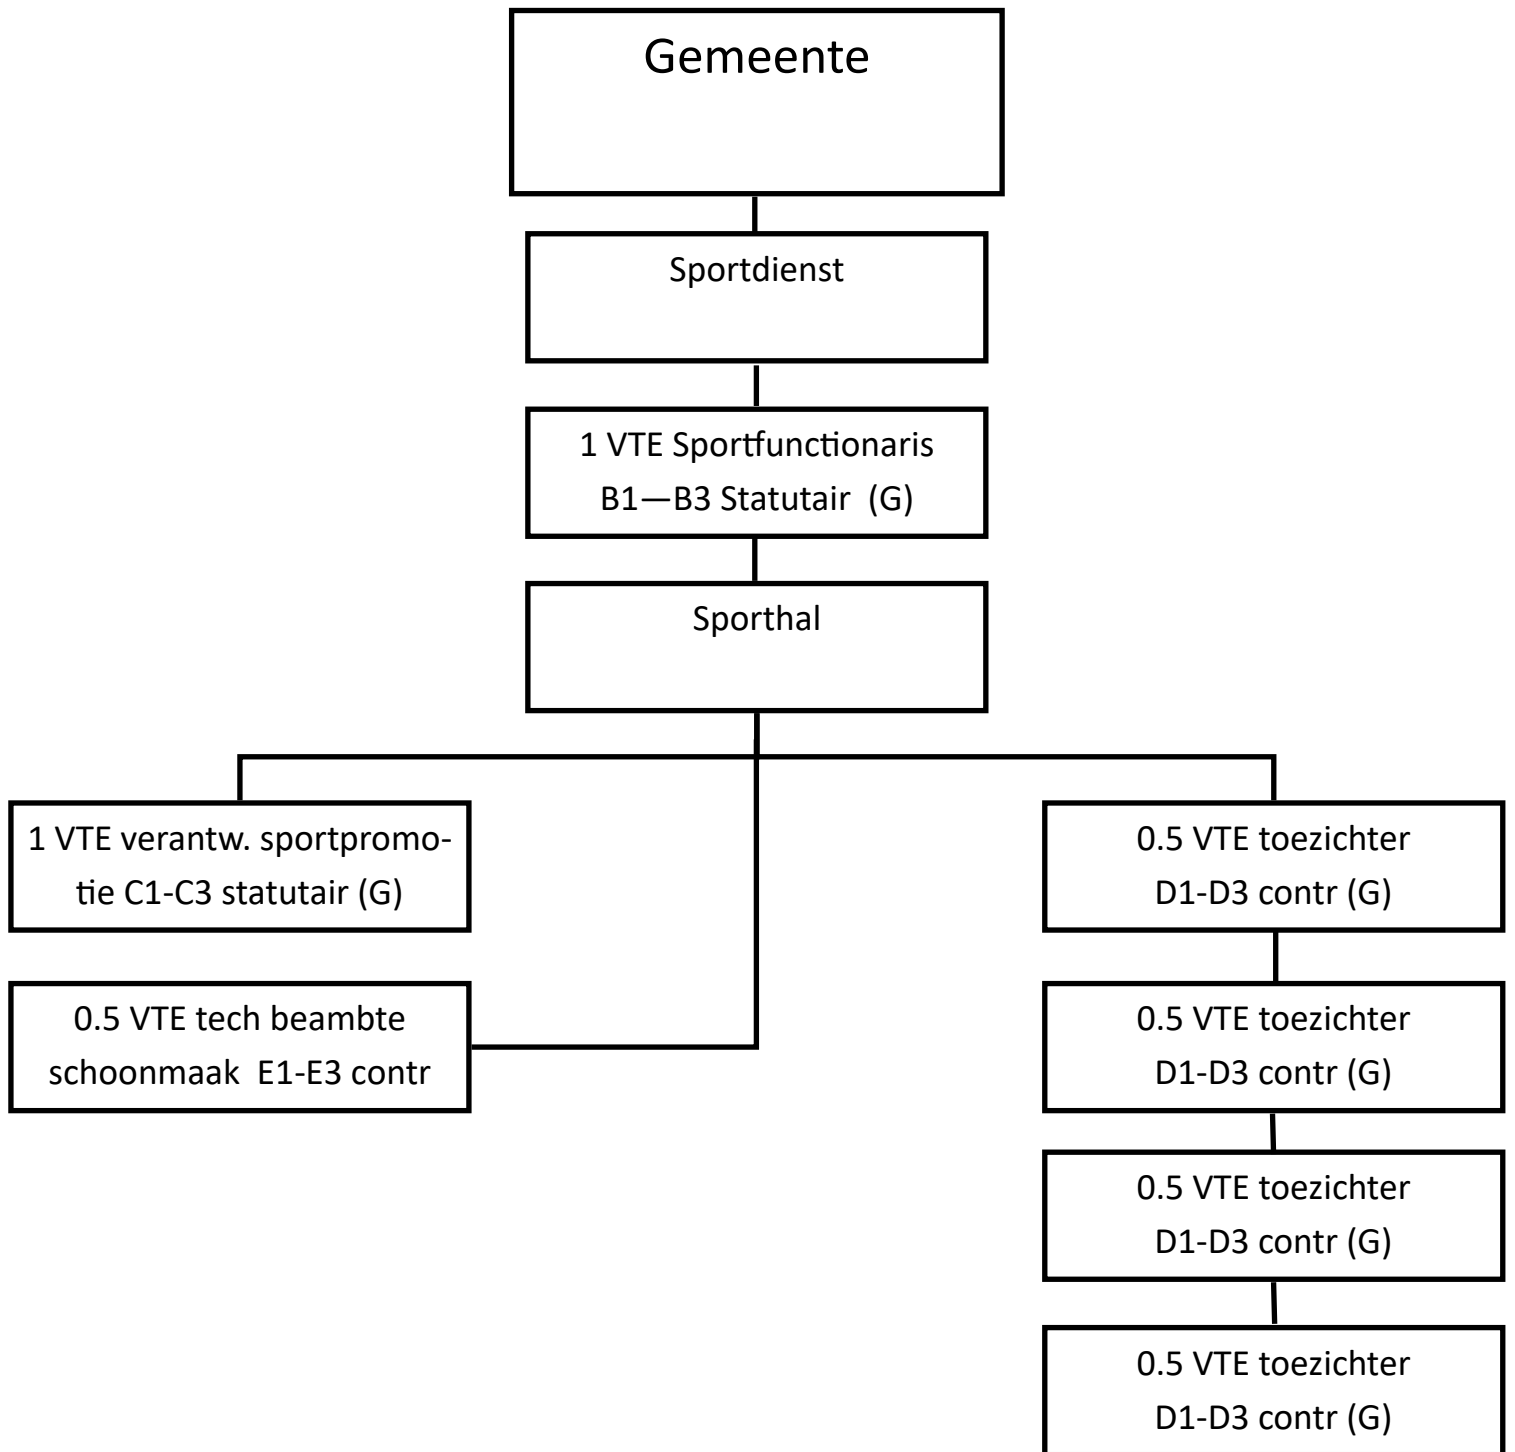 Gemeente
Sportdienst
1 VTE Sportfunctionaris
B1—B3 Statutair  (G)
Sporthal
1 VTE verantw. sportpromo-
tie C1-C3 statutair (G)
0.5 VTE tech beambte
schoonmaak  E1-E3 contr
0.5 VTE toezichter
D1-D3 contr (G)
0.5 VTE toezichter
D1-D3 contr (G)
0.5 VTE toezichter
D1-D3 contr (G)
0.5 VTE toezichter
D1-D3 contr (G)